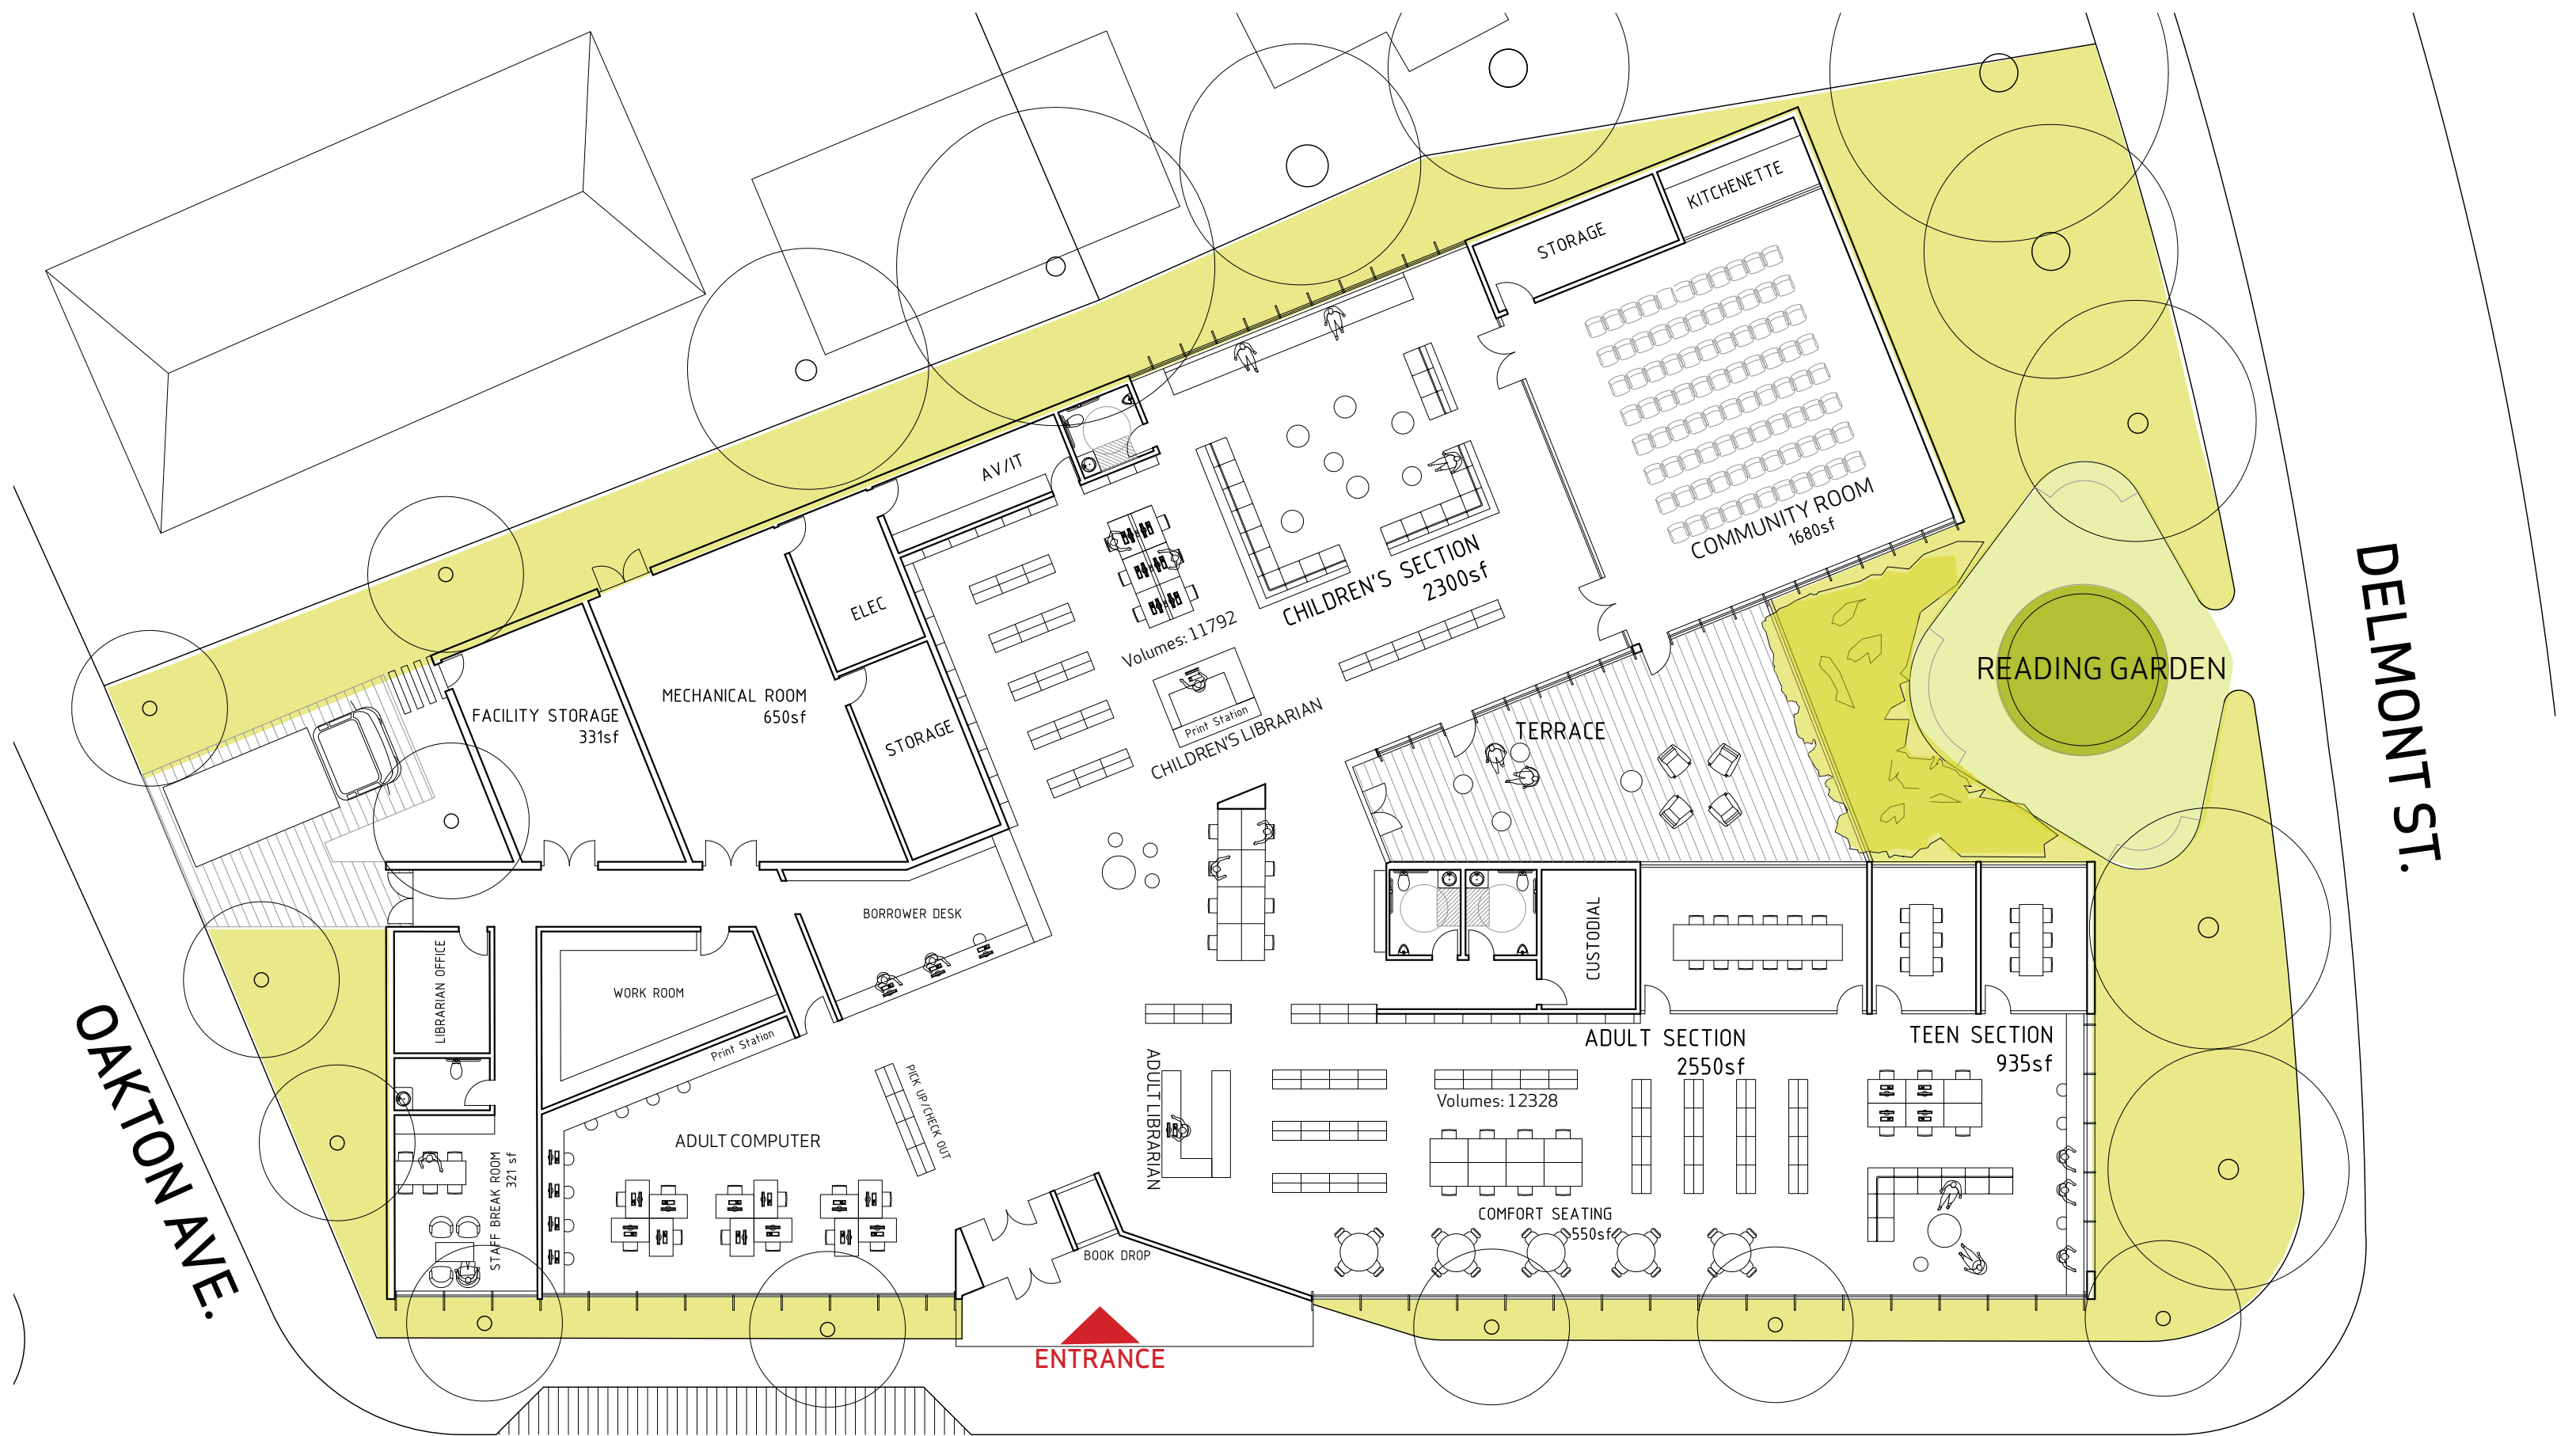 KITCHENETTE
STORAGE
AV/IT
COMMUNITY ROOM
1680sf
CHILDREN'S SECTION
2300sf
ELEC
Volumes: 11792
READING GARDEN
DELMONT ST.
MECHANICAL ROOM
650sf
FACILITY STORAGE
331sf
STORAGE
Print Station
CHILDREN'S LIBRARIAN
TERRACE
BORROWER DESK
CUSTODIAL
LIBRARIAN OFFICE
WORK ROOM
Print Station
ADULT SECTION
2550sf
TEEN SECTION
935sf
OAKTON AVE.
PICK UP/CHECK OUT
ADULT LIBRARIAN
Volumes: 12328
ADULT COMPUTER
STAFF BREAK ROOM
321 sf
COMFORT SEATING
550sf
BOOK DROP
ENTRANCE